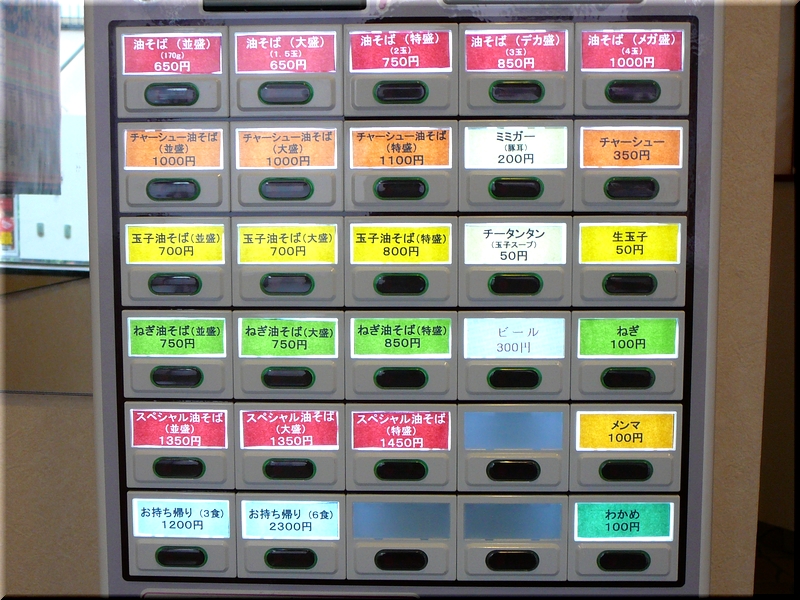 油そば（並盛）
(170g)
650円
油そば（大盛）
(1.5玉)
650円
油そば（特盛）
(2玉)
750円
油そば（デカ盛）
(3玉)
850円
油そば（メガ盛）
(4玉)
1000円
チャーシュー油そば
(並盛)
1000円
チャーシュー油そば
(大盛)
1000円
チャーシュー油そば
(特盛)
1100円
ミミガー
(豚耳)
200円
チャーシュー
350円
玉子油そば(並盛)
700円
玉子油そば(大盛)
700円
玉子油そば(特盛)
800円
チータンタン
(玉子スープ)
50円
生玉子
50円
ねぎ油そば(並盛)
750円
ねぎ油そば(大盛)
750円
ねぎ油そば(特盛)
850円
ビール
300円
ねぎ
100円
スペシャル油そば
(並盛)
1350円
スペシャル油そば
(大盛)
1350円
スペシャル油そば
(特盛)
1450円
メンマ
100円
お持ち帰り（3食）
1200円
お持ち帰り（6食）
2300円
わかめ
100円